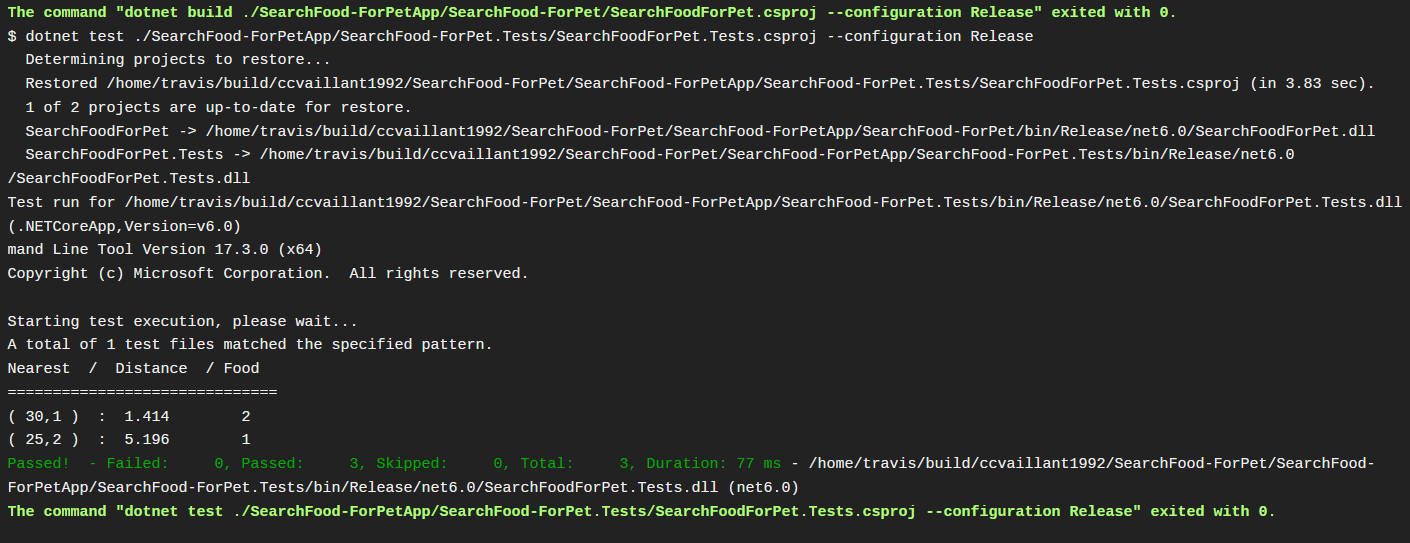 The command "dotnet build ./SearchFood-ForPetApp/SearchFood-ForPet/SearchFoodForPet.csproj --configuration Release" exited with 0.
$ dotnet test ./SearchFood-ForPetApp/SearchFood-ForPet.Tests/SearchFoodForPet.Tests.csproj --configuration Release
  Determining projects to restore...
  Restored /home/travis/build/ccvaillant1992/SearchFood-ForPet/SearchFood-ForPetApp/SearchFood-ForPet.Tests/SearchFoodForPet.Tests.csproj (in 3.83 sec).
  1 of 2 projects are up-to-date for restore.
  SearchFoodForPet -> /home/travis/build/ccvaillant1992/SearchFood-ForPet/SearchFood-ForPetApp/SearchFood-ForPet/bin/Release/net6.0/SearchFoodForPet.dll
  SearchFoodForPet.Tests -> /home/travis/build/ccvaillant1992/SearchFood-ForPet/SearchFood-ForPetApp/SearchFood-ForPet.Tests/bin/Release/net6.0
/SearchFoodForPet.Tests.dll
Test run for /home/travis/build/ccvaillant1992/SearchFood-ForPet/SearchFood-ForPetApp/SearchFood-ForPet.Tests/bin/Release/net6.0/SearchFoodForPet.Tests.dll
(.NETCoreApp,Version=v6.0)
mand Line Tool Version 17.3.0 (x64)
Copyright (c) Microsoft Corporation.  All rights reserved.

Starting test execution, please wait...
A total of 1 test files matched the specified pattern.
Nearest  /  Distance  / Food
==============================
( 30,1 )  :  1.414        2
( 25,2 )  :  5.196        1
Passed!  - Failed:     0, Passed:     3, Skipped:     0, Total:     3, Duration: 77 ms - /home/travis/build/ccvaillant1992/SearchFood-ForPet/SearchFood-
ForPetApp/SearchFood-ForPet.Tests/bin/Release/net6.0/SearchFoodForPet.Tests.dll (net6.0)
The command "dotnet test ./SearchFood-ForPetApp/SearchFood-ForPet.Tests/SearchFoodForPet.Tests.csproj --configuration Release" exited with 0.